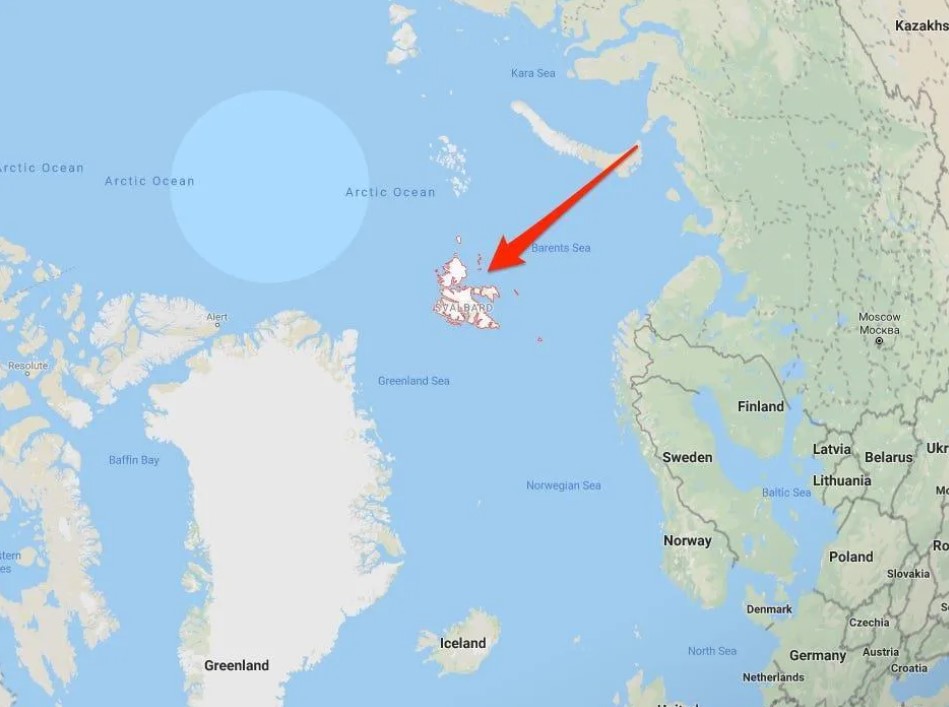 Kazakhs
Kara Sea
Arctic Ocean
Arctic Ocean
Arctic Ocean
Barents Sea
SVALBARD
Alert
Moscow
Москва
Resolute
Greenland Sea
Finland
Baffin Bay
Sweden
Latvia
Belarus
Ukr
Lithuania
Norwegian Sea
Baltic Sea
Mo
Norway
Ro
Poland
stern
es
Slovakia
Denmark
Czechia
Iceland
North Sea
Germany
Austria
Greenland
Croatia
Netherlands